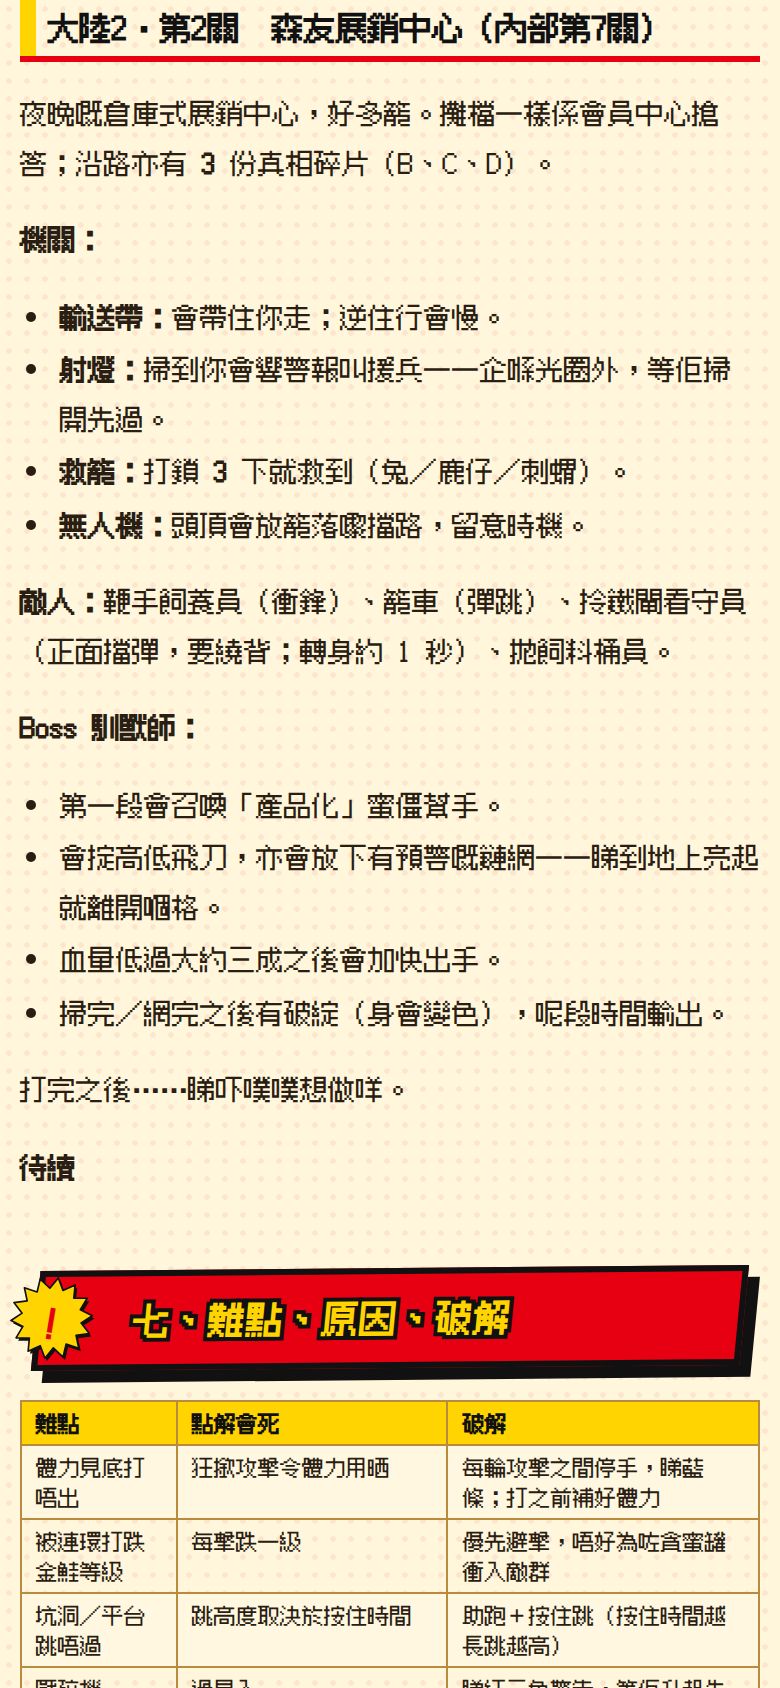 大陸2・第2關　森友展銷中心（內部第7關）
夜晚嘅倉庫式展銷中心，好多籠。攤檔一樣係會員中心搶
答；沿路亦有 3 份真相碎片（B、C、D）。
機關：
• 輸送帶：會帶住你走；逆住行會慢。
• 射燈：掃到你會響警報叫援兵——企喺光圈外，等佢掃
開先過。
• 救籠：打鎖 3 下就救到（兔／鹿仔／刺蝟）。
• 無人機：頭頂會放籠落嚟擋路，留意時機。
敵人：鞭手飼養員（衝鋒）、籠車（彈跳）、拎鐵閘看守員
（正面擋彈，要繞背；轉身約 1 秒）、拋飼料桶員。
Boss 馴獸師：
• 第一段會召喚「產品化」蜜僵幫手。
• 會掟高低飛刀，亦會放下有預警嘅鏈網——睇到地上亮起
就離開嗰格。
• 血量低過大約三成之後會加快出手。
• 掃完／網完之後有破綻（身會變色），呢段時間輸出。
打完之後……睇吓噗噗想做咩。
待續
! 七、難點、原因、破解
難點 點解會死 破解
體力見底打 狂撳攻擊令體力用晒 每輪攻擊之間停手，睇藍
唔出 條；打之前補好體力
被連環打跌 每擊跌一級 優先避擊，唔好為咗貪蜜罐
金鮭等級 衝入敵群
坑洞／平台 跳高度取決於按住時間 助跑＋按住跳（按住時間越
跳唔過 長跳越高）